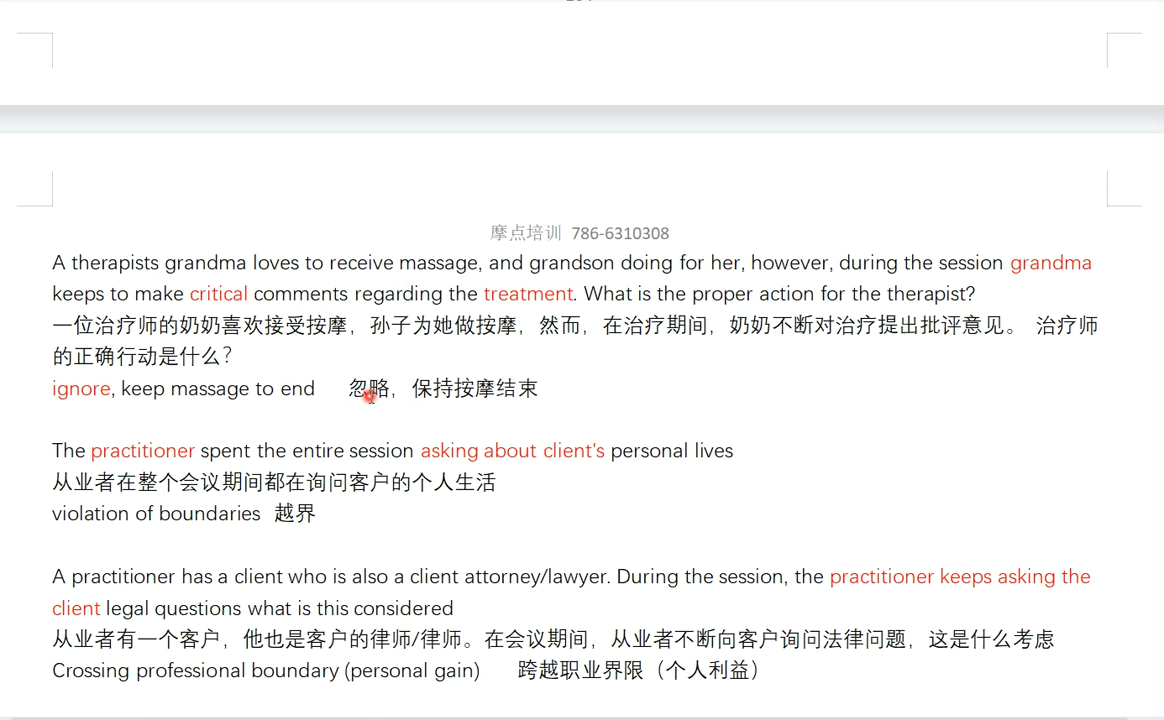 摩点培训 786-6310308
A therapists grandma loves to receive massage, and grandson doing for her, however, during the session grandma
keeps to make critical comments regarding the treatment. What is the proper action for the therapist?
一位治疗师的奶奶喜欢接受按摩，孙子为她做按摩，然而，在治疗期间，奶奶不断对治疗提出批评意见。 治疗师
的正确行动是什么？
ignore, keep massage to end 忽略，保持按摩结束
The practitioner spent the entire session asking about client's personal lives
从业者在整个会议期间都在询问客户的个人生活
violation of boundaries 越界
A practitioner has a client who is also a client attorney/lawyer. During the session, the practitioner keeps asking the
client legal questions what is this considered
从业者有一个客户，他也是客户的律师/律师。在会议期间，从业者不断向客户询问法律问题，这是什么考虑
Crossing professional boundary (personal gain) 跨越职业界限（个人利益）